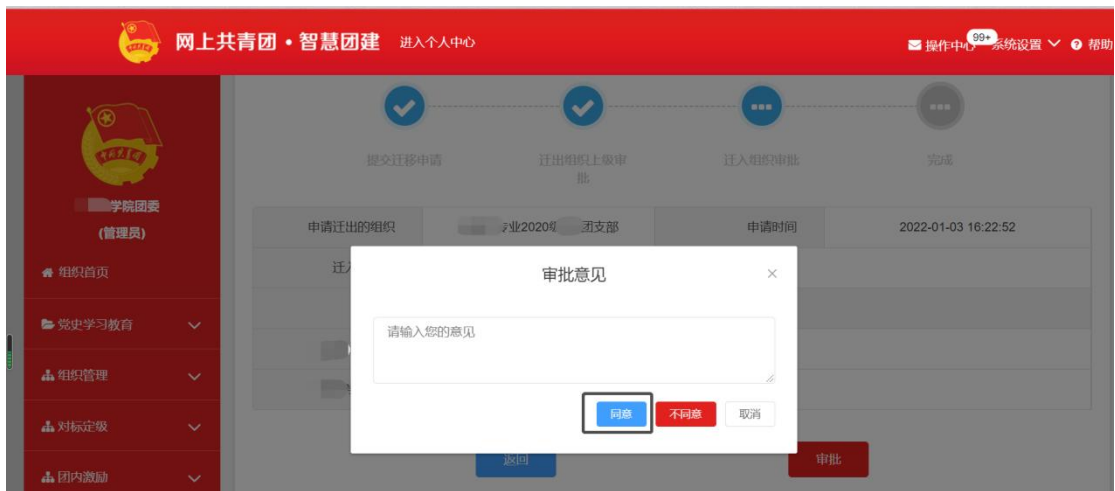 网上共青团·智慧团建 进入个人中心 操作中心 99+ 系统设置 帮助
提交迁移申请 迁出组织上级审批 迁入组织审批 完成
学院团委
(管理员)
申请迁出的组织 专业2020级 团支部 申请时间 2022-01-03 16:22:52
组织首页
迁入
审批意见 ×
党史学习教育
请输入您的意见
组织管理
同意 不同意 取消
对标定级
返回 审批
团内激励